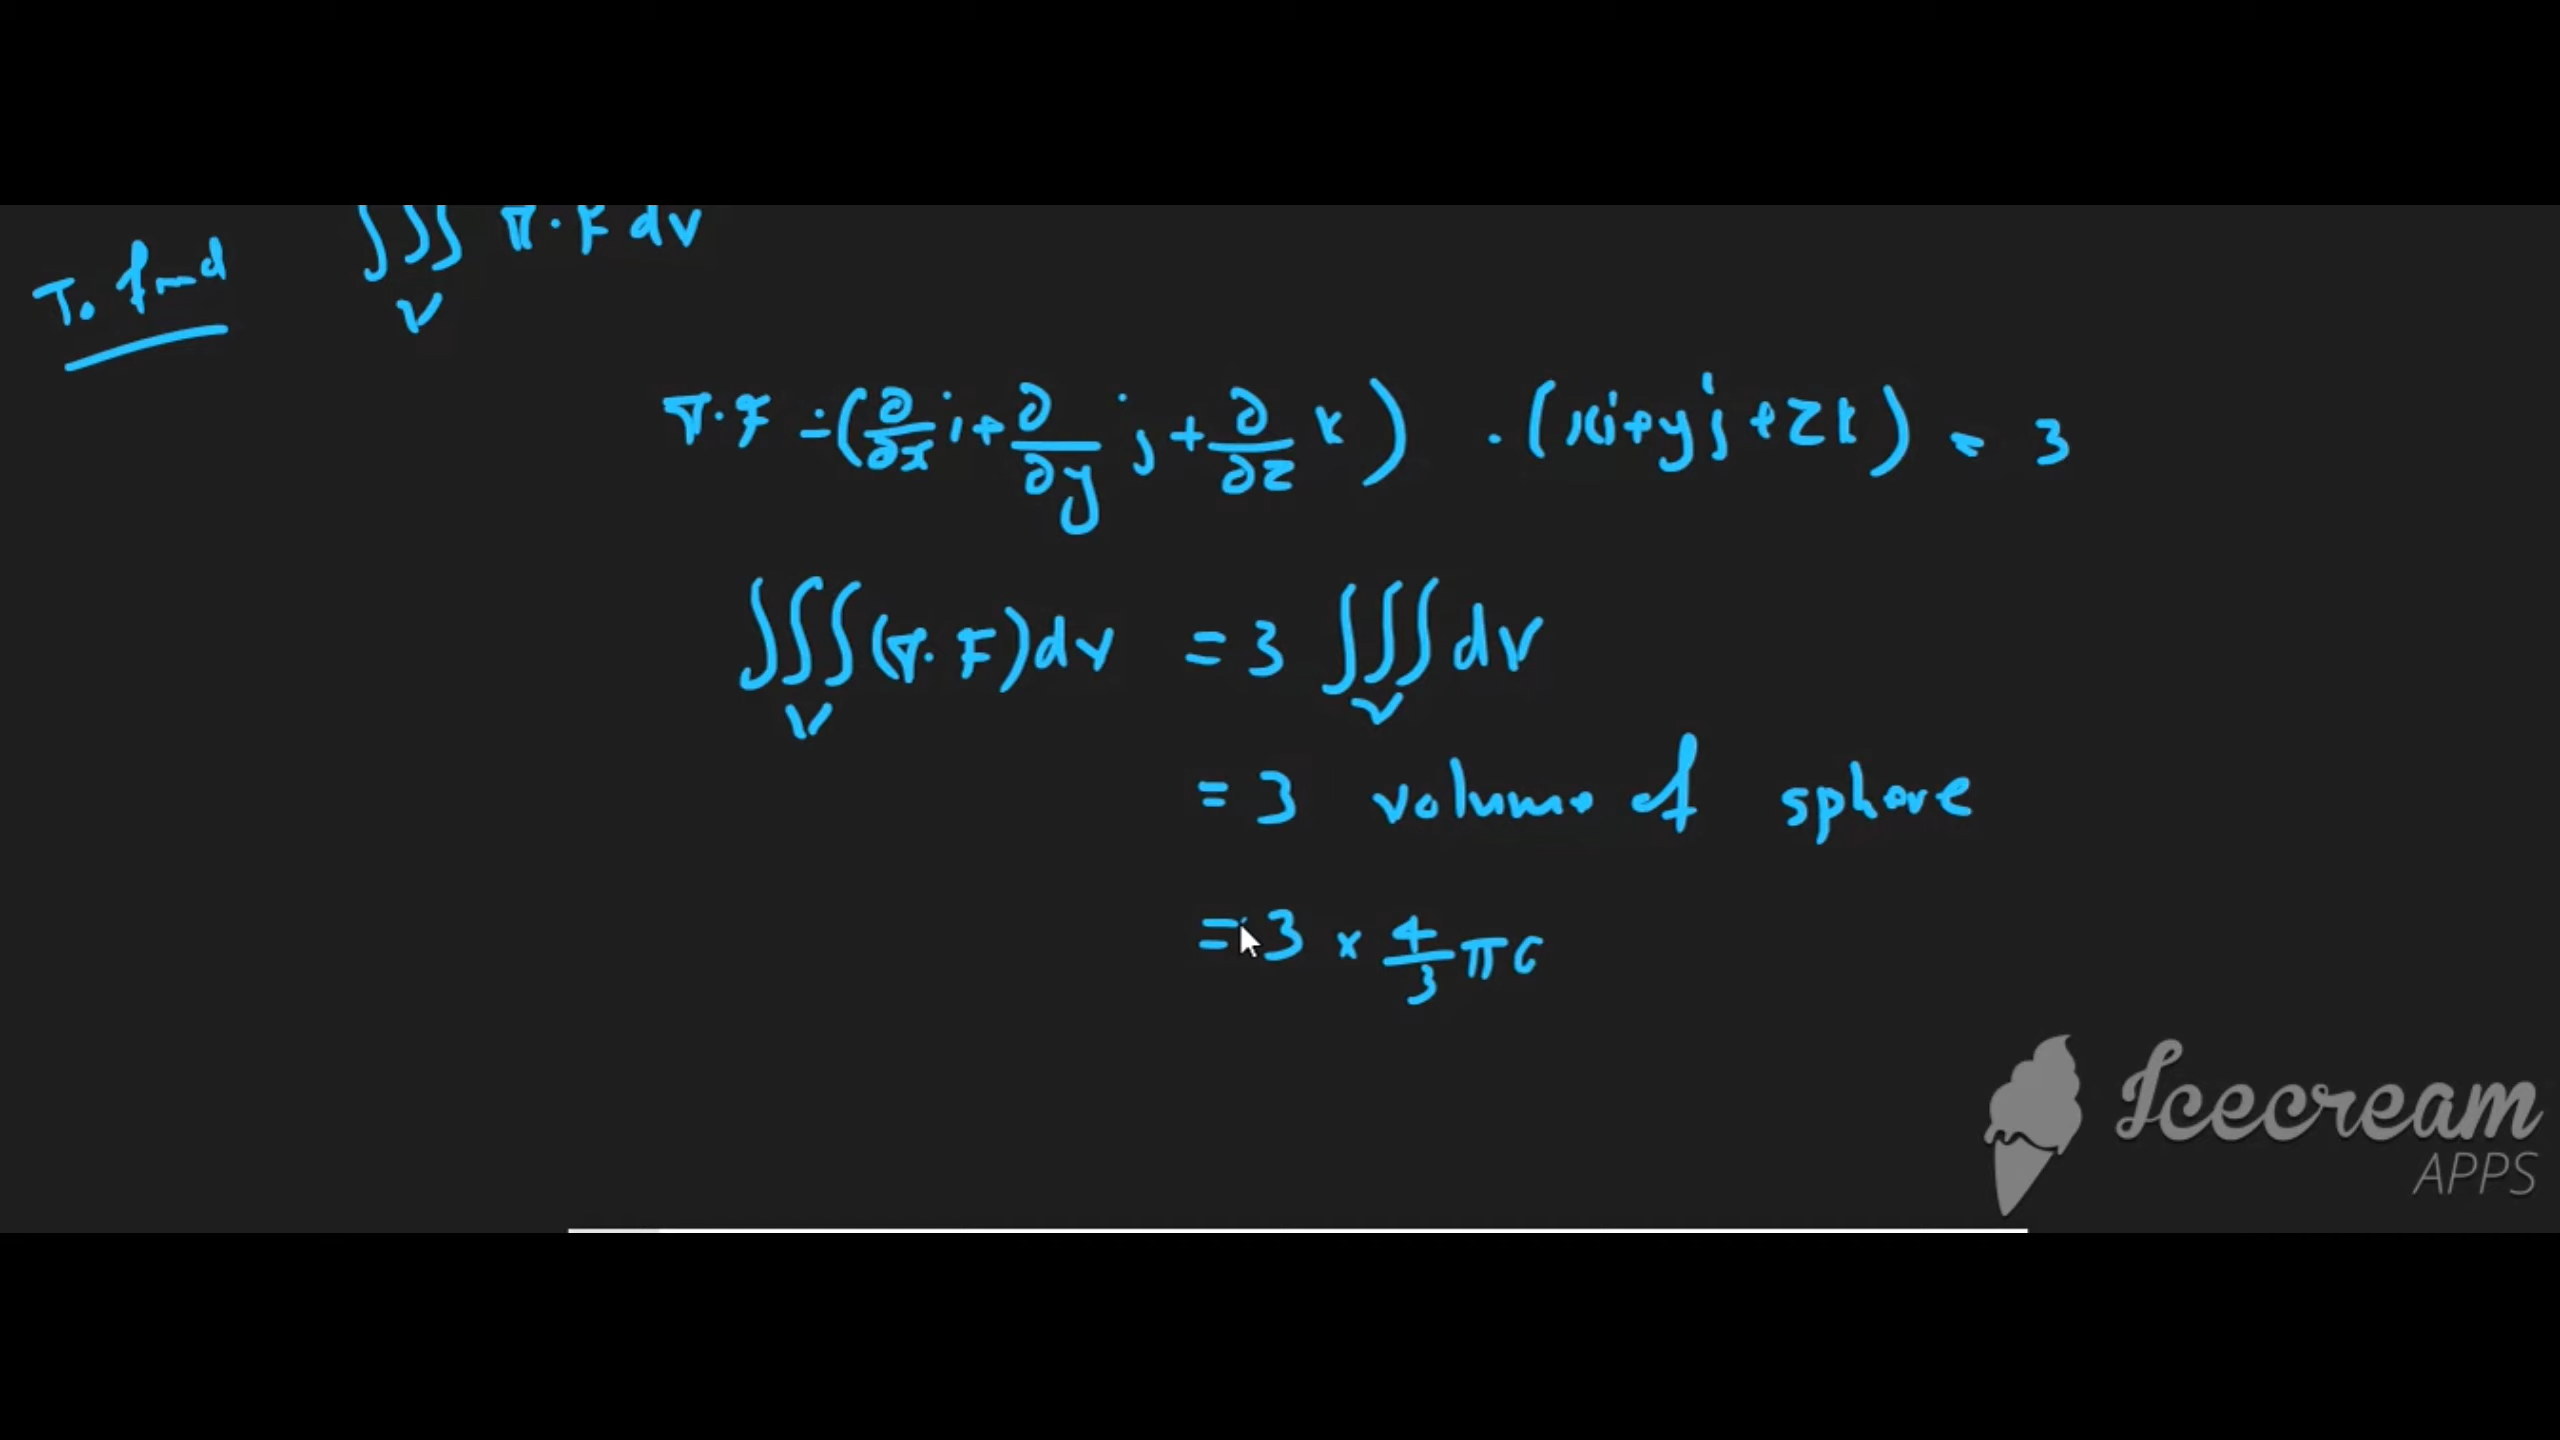 To find ∭ ∇·F dv
V
∇·F = (∂/∂x i + ∂/∂y j + ∂/∂z k) · (xi + yj + zk) = 3
∭ (∇·F) dv = 3 ∭ dv
V V
= 3 volume of sphere
= 3 × 4/3 π
Icecream
APPS